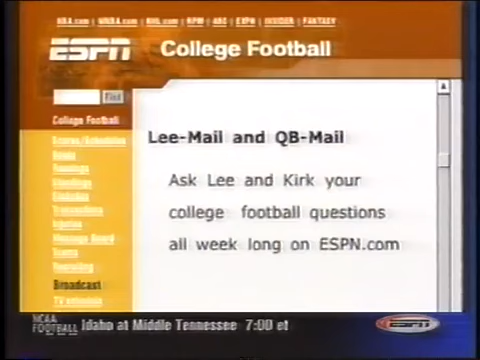 NBA.com | WNBA.com | NHL.com | RPM | ABC | EXPN | INSIDER | FANTASY
ESPN College Football
Find
College Football
Scores/Schedules
Standings
Statistics
Transactions
Injuries
Message Board
Teams
Recruiting
Broadcast
TV schedule
Lee-Mail and QB-Mail
Ask Lee and Kirk your
college football questions
all week long on ESPN.com
NCAA
FOOTBALL
Idaho at Middle Tennessee 7:00 et
ESPN